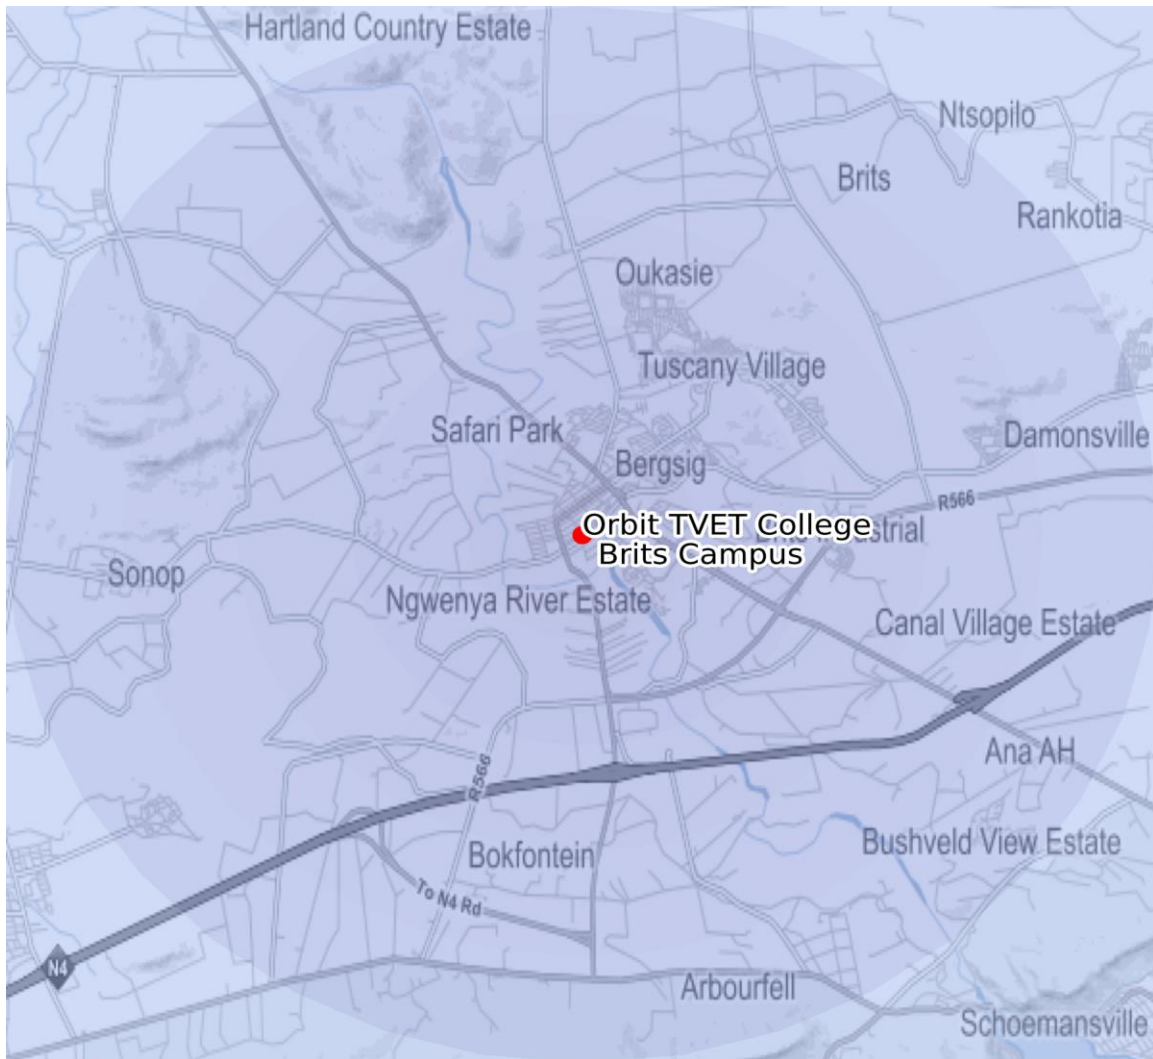 Hartland Country Estate
Ntsopilo
Brits
Rankotia
Oukasie
Tuscany Village
Safari Park
Damonsville
Bergsig
R566
Orbit TVET College
Brits Campus
Sonop
Ngwenya River Estate
Canal Village Estate
Ana AH
R566
Bushveld View Estate
Bokfontein
To N4 Rd
N4
Arbourfell
Schoemansville